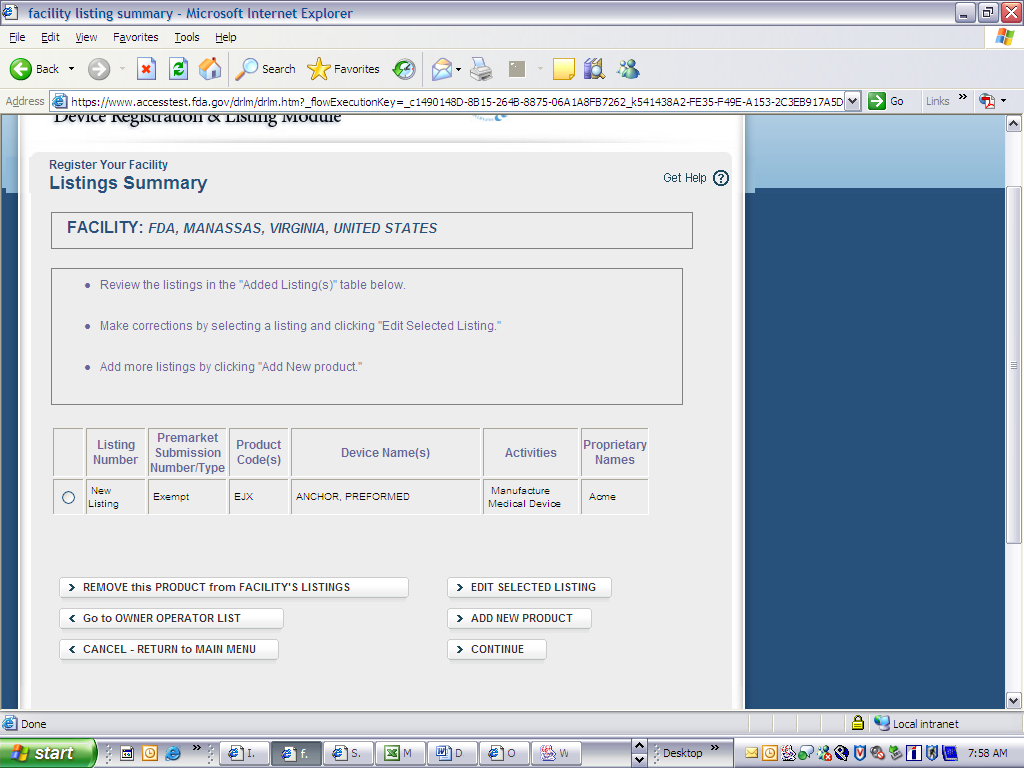 facility listing summary - Microsoft Internet Explorer
File Edit View Favorites Tools Help
Back Search Favorites
Address https://www.accesstest.fda.gov/drlm/drlm.htm?_flowExecutionKey=_c1490148D-8B15-264B-8875-06A1A8FB7262_k541438A2-FE35-F49E-A153-2C3EB917A5D Go Links »
Device Registration & Listing Module
Register Your Facility
Listings Summary
Get Help ?
FACILITY: FDA, MANASSAS, VIRGINIA, UNITED STATES
• Review the listings in the "Added Listing(s)" table below.
• Make corrections by selecting a listing and clicking "Edit Selected Listing."
• Add more listings by clicking "Add New product."
Listing Number Premarket Submission Number/Type Product Code(s) Device Name(s) Activities Proprietary Names
New Listing Exempt EJX ANCHOR, PREFORMED Manufacture Medical Device Acme
> REMOVE this PRODUCT from FACILITY'S LISTINGS > EDIT SELECTED LISTING
< Go to OWNER OPERATOR LIST > ADD NEW PRODUCT
< CANCEL - RETURN to MAIN MENU > CONTINUE
Done Local intranet
start » I. f. S. M D O W Desktop » 7:58 AM